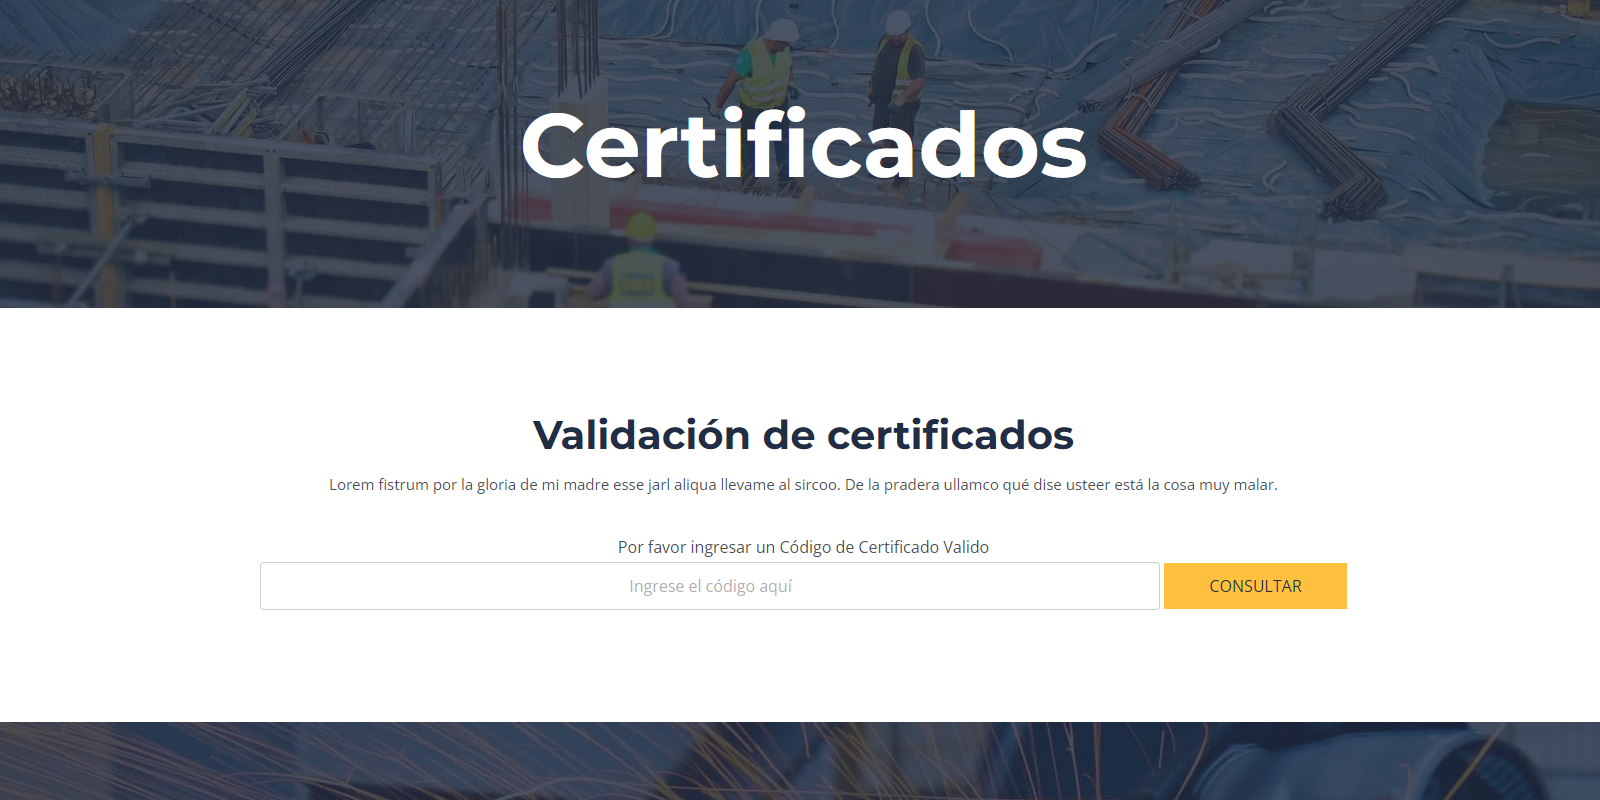 Certificados
Validación de certificados
Lorem fistrum por la gloria de mi madre esse jarl aliqua llevame al sircoo. De la pradera ullamco qué dise usteer está la cosa muy malar.
Por favor ingresar un Código de Certificado Valido
Ingrese el código aquí
CONSULTAR